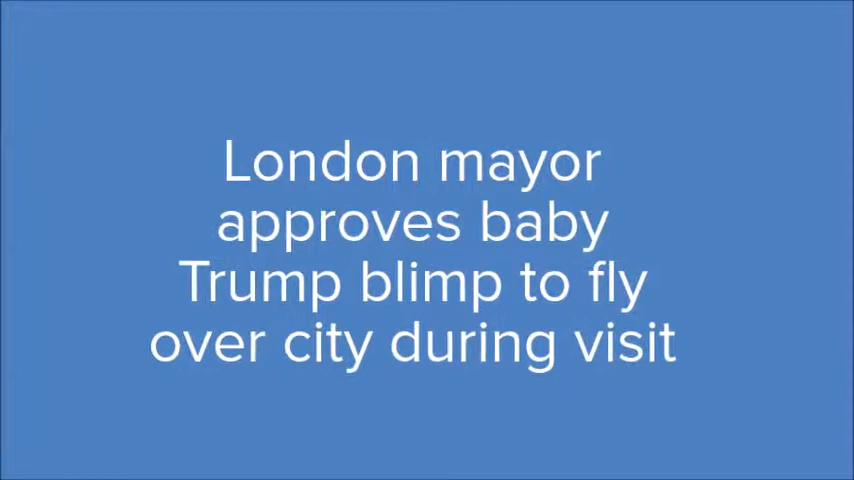 London mayor
approves baby
Trump blimp to fly
over city during visit